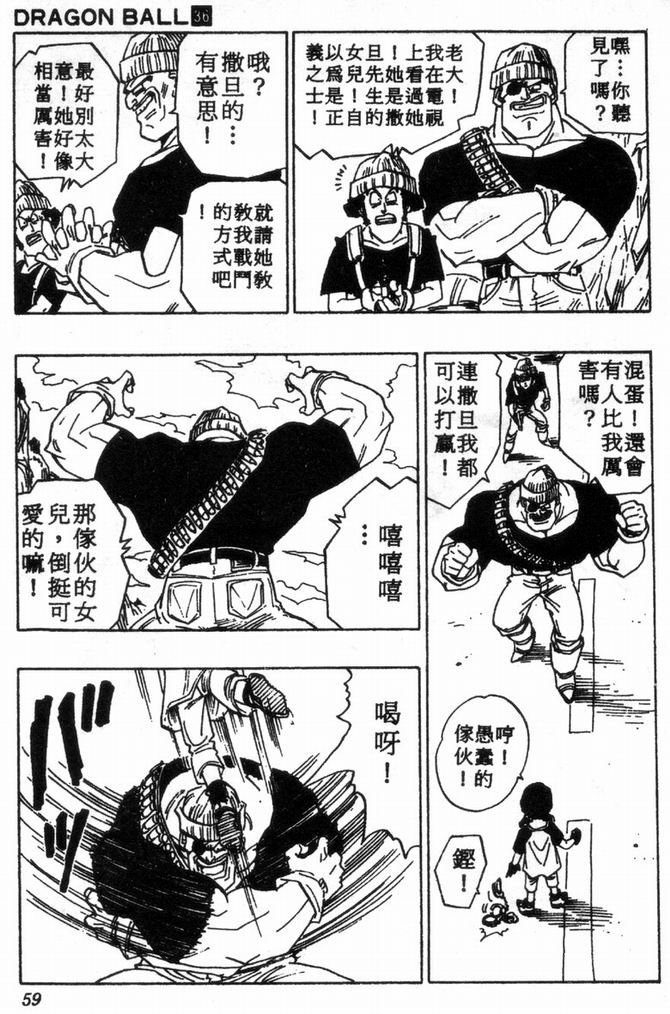 DRAGON BALL 36
嘿…你聽
見了嗎？
老大！
我在電視
上看過她
！她是撒
旦先生的
女兒！自
以爲是正
義之士！
哦？
撒旦的…
有意思！
最好別太大
意！她好像
相當厲害！
就請她教
教我戰鬥
的方式吧
！
混蛋！還會
有人比我厲
害嗎？
連撒旦我都
可以打贏！
哼！
愚蠢的
傢伙！
鏗！
嘻嘻嘻
…
那傢伙的女
兒，倒挺可
愛的嘛！
喝呀！
59